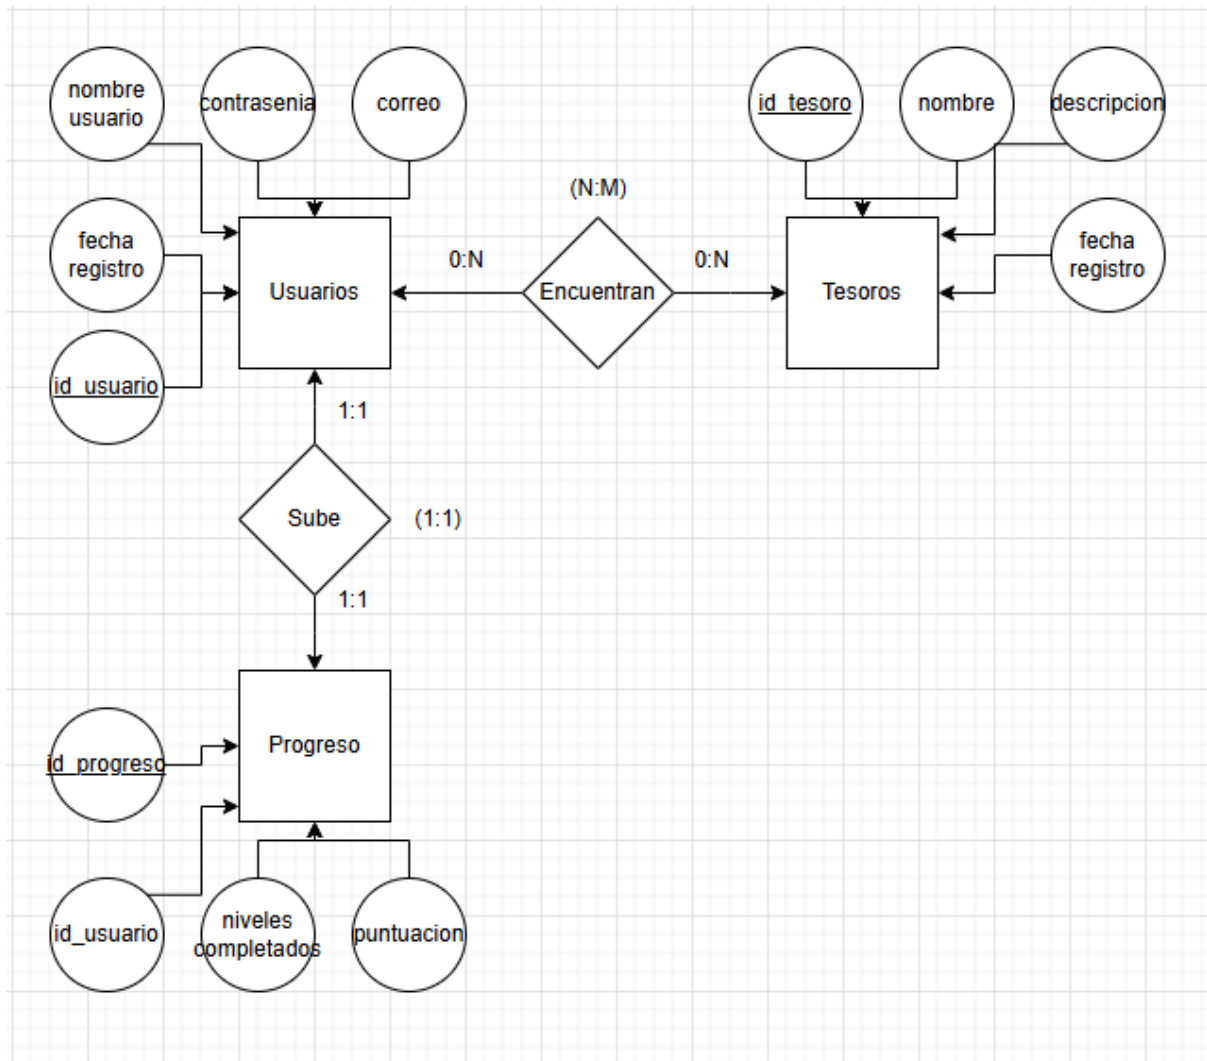 nombre
usuario
contrasenia
correo
id_tesoro
nombre
descripcion
(N:M)
fecha
registro
0:N
0:N
fecha
registro
Usuarios
Encuentran
Tesoros
id_usuario
1:1
Sube
(1:1)
1:1
Progreso
id_progreso
id_usuario
niveles
completados
puntuacion